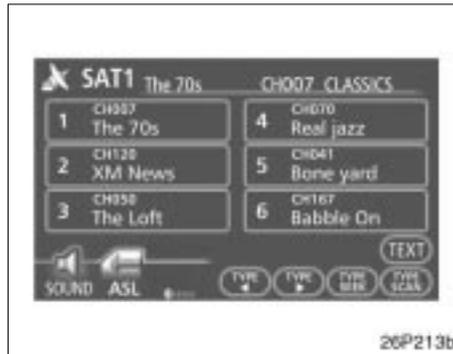 SAT1 The 70s CH007 CLASSICS
1 CH007 The 70s
2 CH120 XM News
3 CH050 The Loft
4 CH070 Real jazz
5 CH041 Bone yard
6 CH167 Babble On
TEXT
SOUND ASL TYPE TYPE TYPE SEEK TYPE SCAN
26P213b